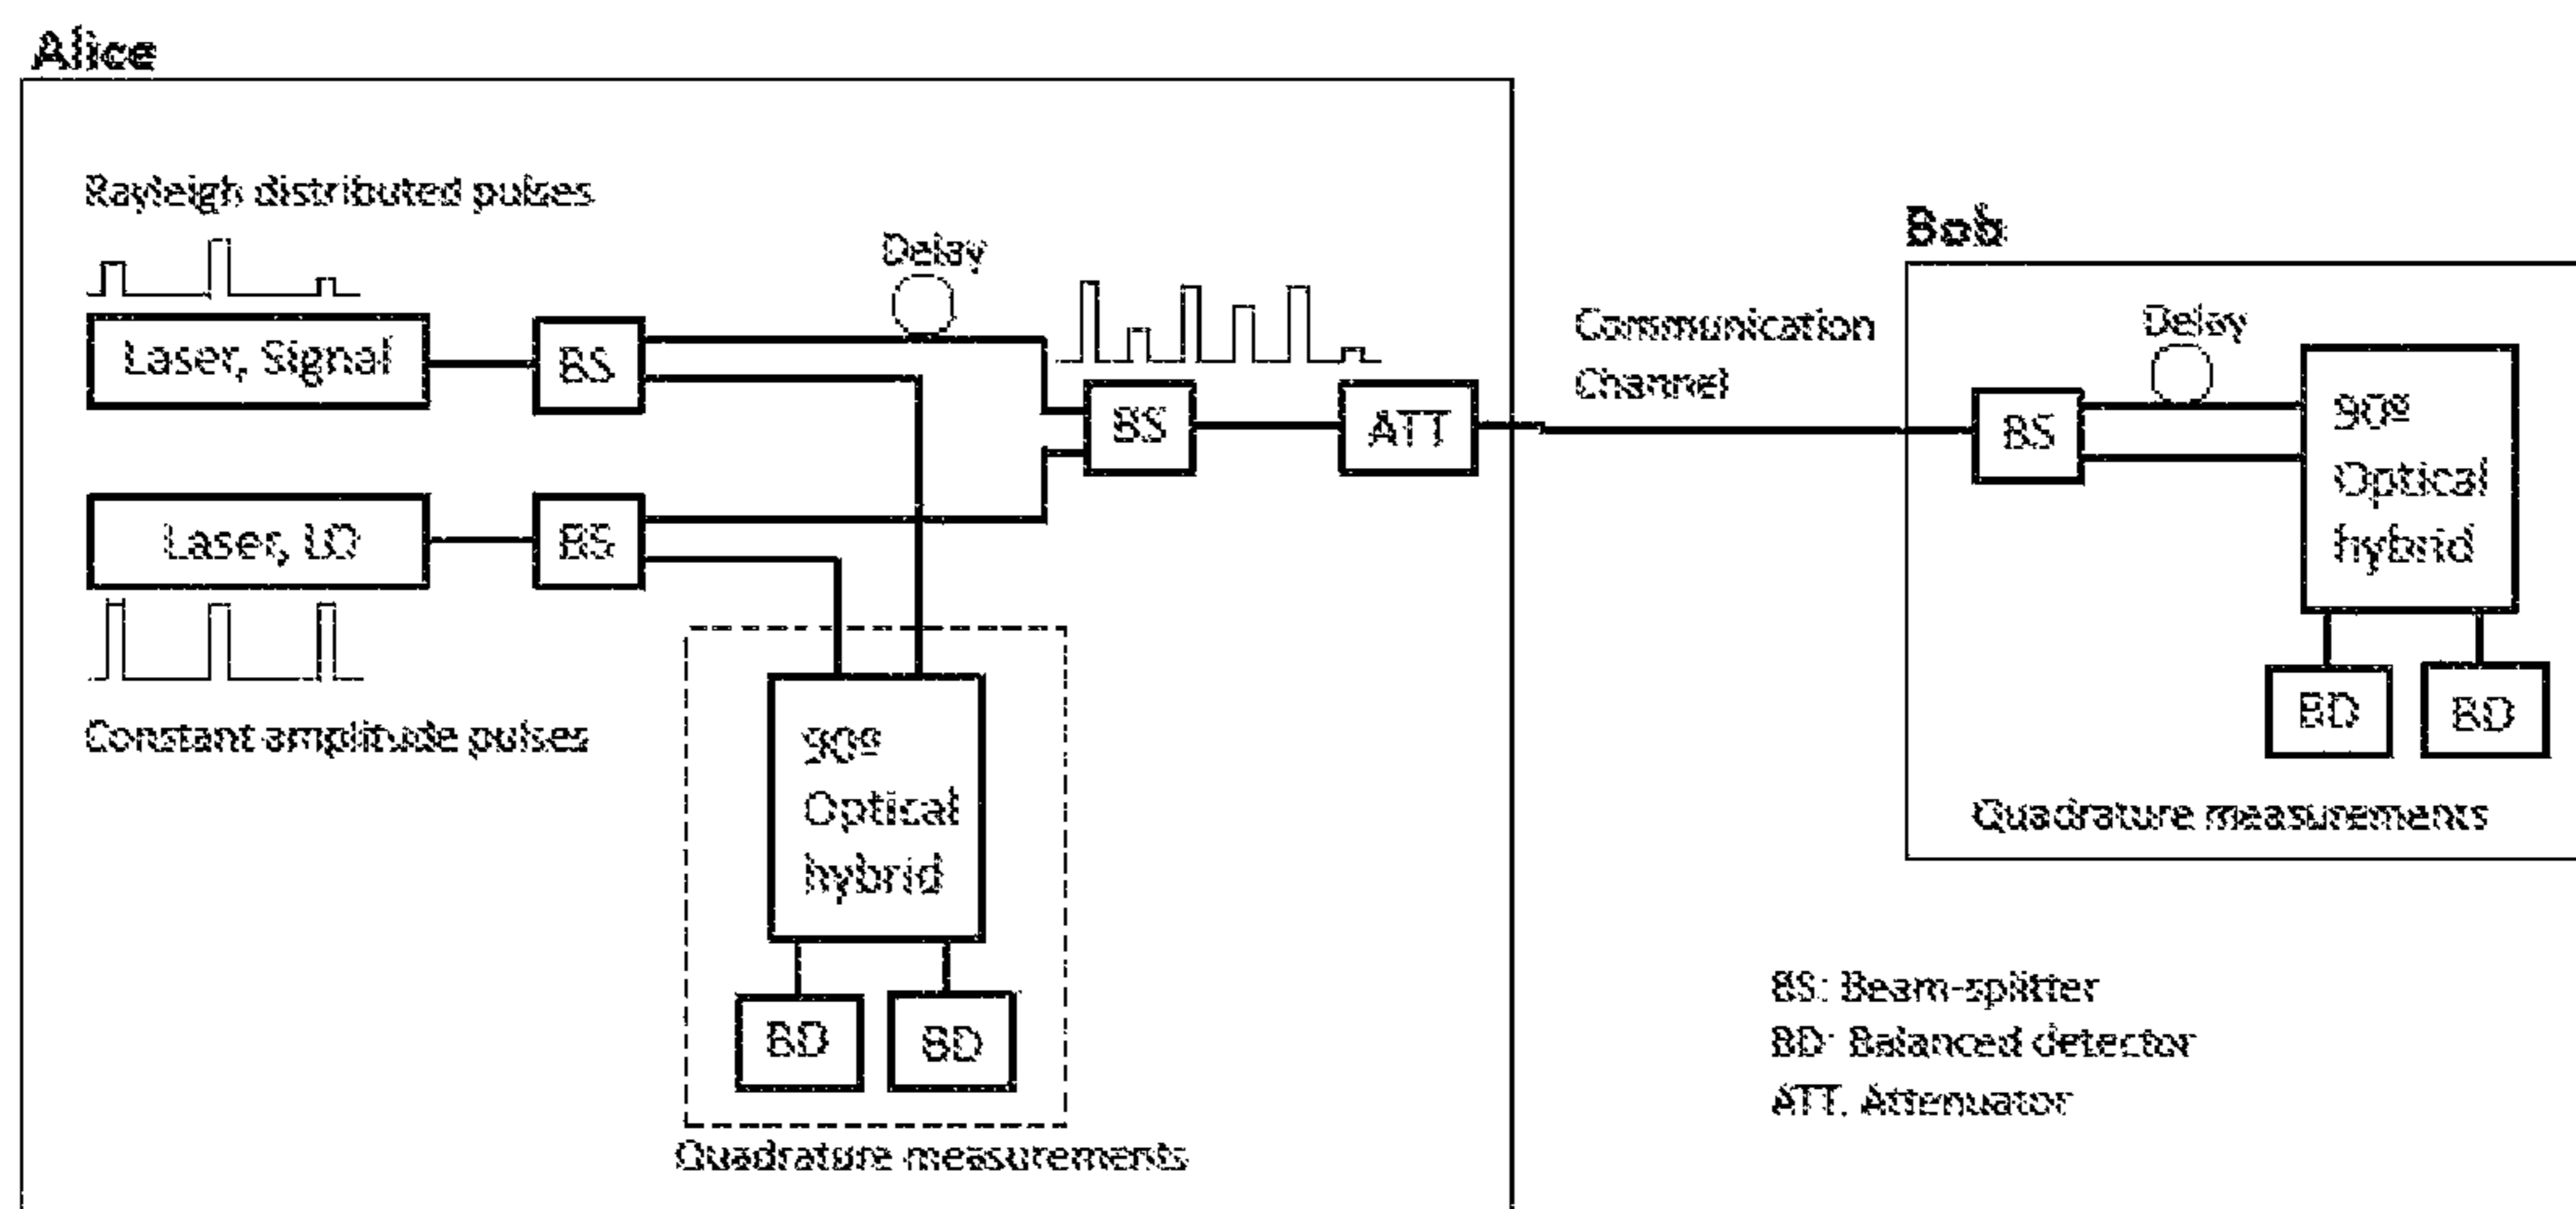 Alice
Rayleigh distributed pulses
Delay
Laser, Signal
BS
BS
ATT
Laser, LO
BS
Constant amplitude pulses
90º
Optical
hybrid
BD
BD
Quadrature measurements
Communication
Channel
Bob
Delay
BS
90º
Optical
hybrid
BD
BD
Quadrature measurements
BS: Beam-splitter
BD: Balanced detector
ATT. Attenuator